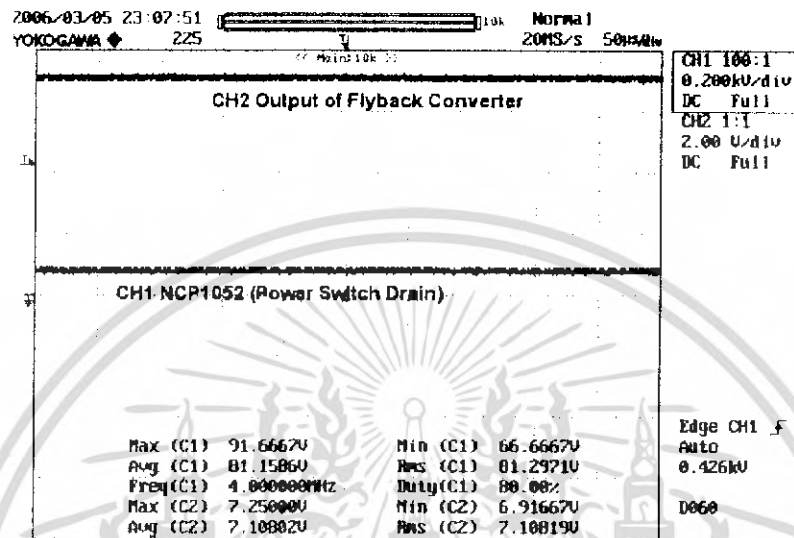 2006/03/05 23:07:51 10k Normal
YOKOGAWA 225 20MS/s 50µs/div
<< Main:10k >>
CH1 100:1
0.200kV/div
DC Full
CH2 1:1
2.00 V/div
DC Full
CH2 Output of Flyback Converter
CH1 NCP1052 (Power Switch Drain)
Edge CH1
Auto
0.426kV
D060
Max (C1) 91.6667V Min (C1) 66.6667V
Avg (C1) 81.1586V Rms (C1) 81.2971V
Freq(C1) 4.000000MHz Duty(C1) 80.00%
Max (C2) 7.25000V Min (C2) 6.91667V
Avg (C2) 7.10802V Rms (C2) 7.10819V